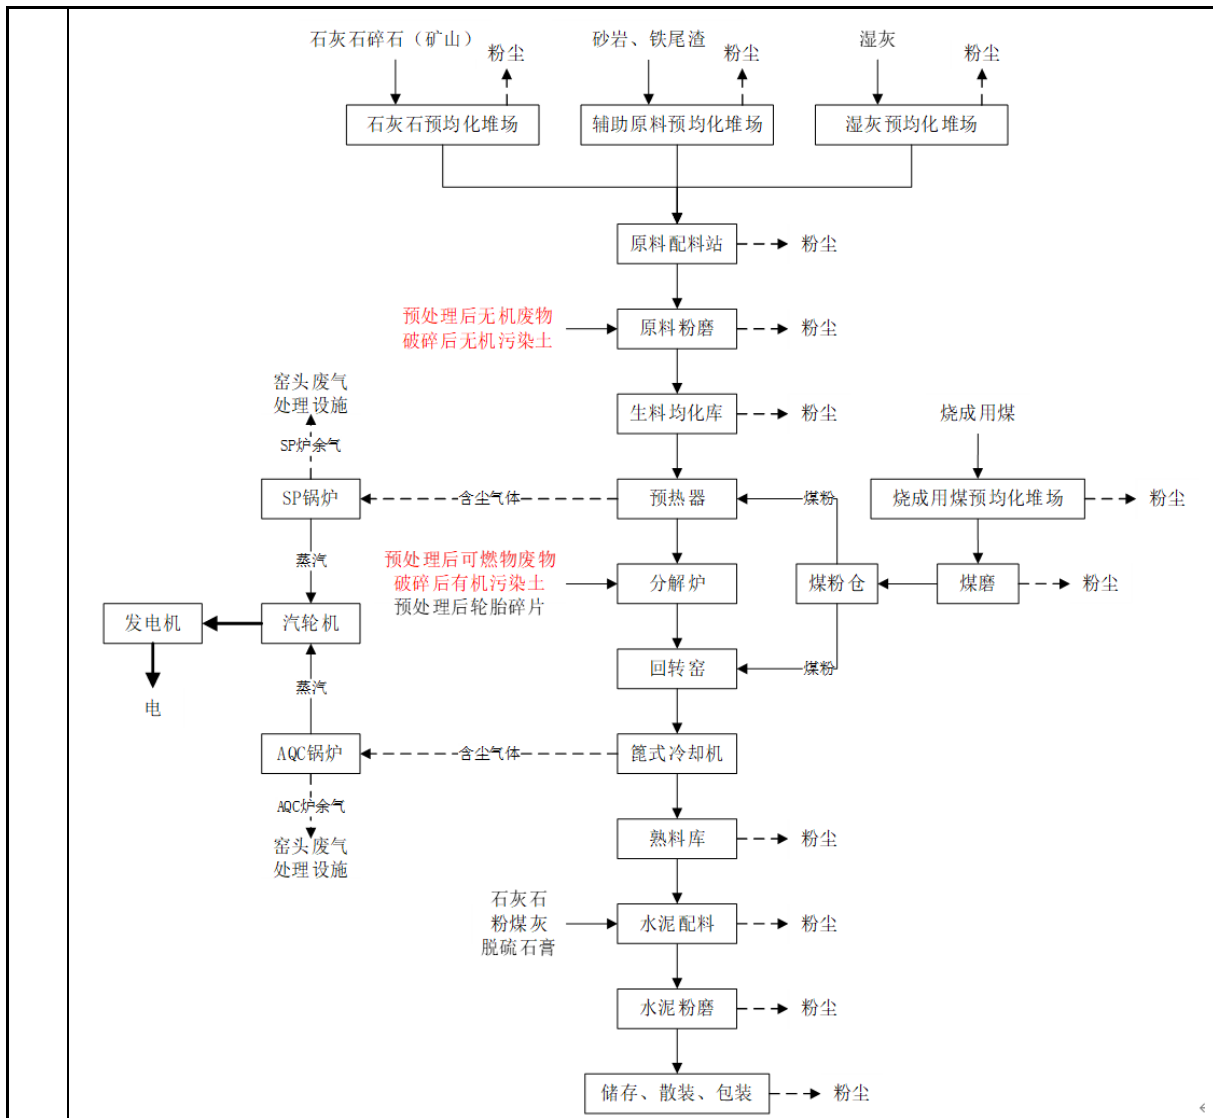 石灰石碎石（矿山）
粉尘
砂岩、铁尾渣
粉尘
湿灰
粉尘
石灰石预均化堆场
辅助原料预均化堆场
湿灰预均化堆场
原料配料站
粉尘
预处理后无机废物
破碎后无机污染土
原料粉磨
粉尘
窑头废气
处理设施
生料均化库
粉尘
烧成用煤
SP炉余气
SP锅炉
含尘气体
预热器
煤粉
烧成用煤预均化堆场
粉尘
蒸汽
预处理后可燃物废物
破碎后有机污染土
预处理后轮胎碎片
分解炉
煤粉仓
煤磨
粉尘
发电机
汽轮机
回转窑
煤粉
蒸汽
电
AQC锅炉
含尘气体
篦式冷却机
AQC炉余气
窑头废气
处理设施
熟料库
粉尘
石灰石
粉煤灰
脱硫石膏
水泥配料
粉尘
水泥粉磨
粉尘
储存、散装、包装
粉尘